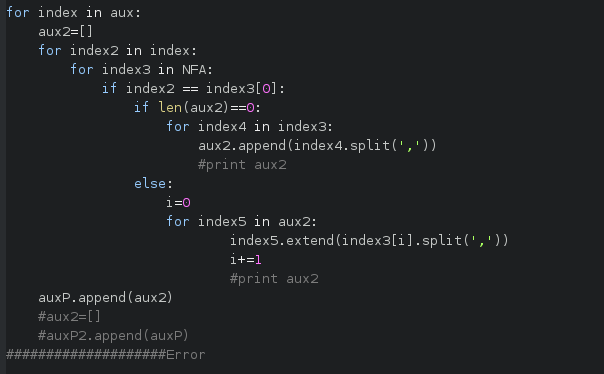 for index in aux:
    aux2=[]
    for index2 in index:
        for index3 in NFA:
            if index2 == index3[0]:
                if len(aux2)==0:
                    for index4 in index3:
                        aux2.append(index4.split(','))
                        #print aux2
                else:
                    i=0
                    for index5 in aux2:
                            index5.extend(index3[i].split(','))
                            i+=1
                            #print aux2
    auxP.append(aux2)
    #aux2=[]
    #auxP2.append(auxP)
####################Error